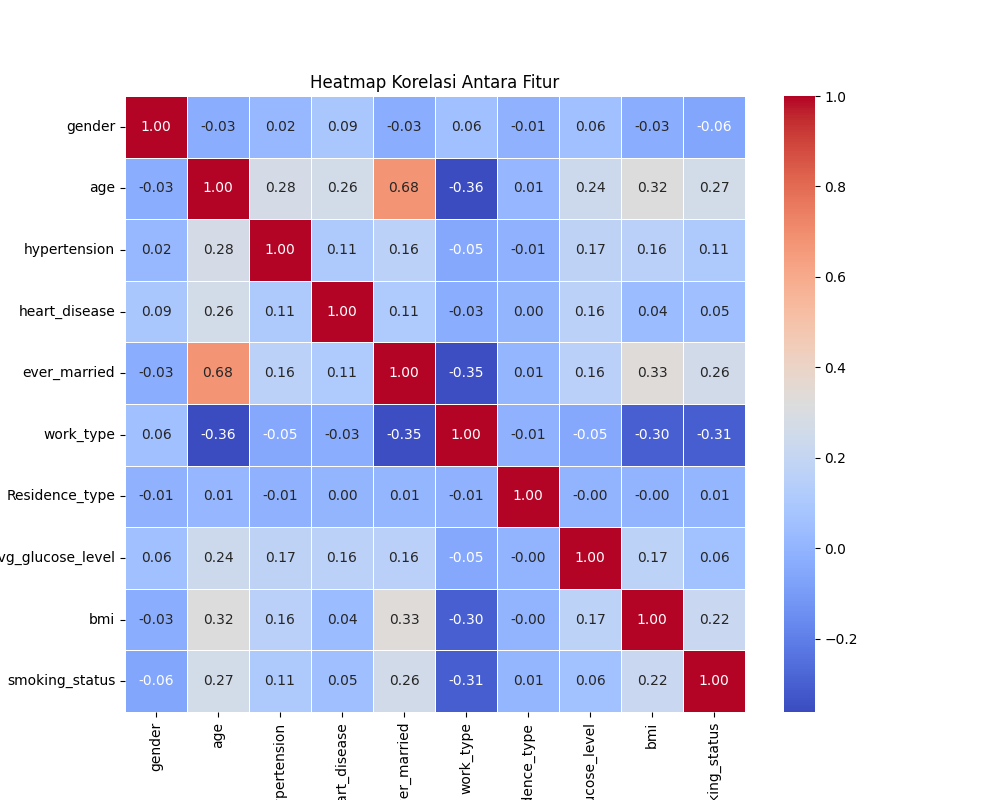 Heatmap Korelasi Antara Fitur
gender 1.00 -0.03 0.02 0.09 -0.03 0.06 -0.01 0.06 -0.03 -0.06
age -0.03 1.00 0.28 0.26 0.68 -0.36 0.01 0.24 0.32 0.27
hypertension 0.02 0.28 1.00 0.11 0.16 -0.05 -0.01 0.17 0.16 0.11
heart_disease 0.09 0.26 0.11 1.00 0.11 -0.03 0.00 0.16 0.04 0.05
ever_married -0.03 0.68 0.16 0.11 1.00 -0.35 0.01 0.16 0.33 0.26
work_type 0.06 -0.36 -0.05 -0.03 -0.35 1.00 -0.01 -0.05 -0.30 -0.31
Residence_type -0.01 0.01 -0.01 0.00 0.01 -0.01 1.00 -0.00 -0.00 0.01
vg_glucose_level 0.06 0.24 0.17 0.16 0.16 -0.05 -0.00 1.00 0.17 0.06
bmi -0.03 0.32 0.16 0.04 0.33 -0.30 -0.00 0.17 1.00 0.22
smoking_status -0.06 0.27 0.11 0.05 0.26 -0.31 0.01 0.06 0.22 1.00
gender
age
pertension
art_disease
er_married
work_type
dence_type
ucose_level
bmi
king_status
1.0
0.8
0.6
0.4
0.2
0.0
−0.2